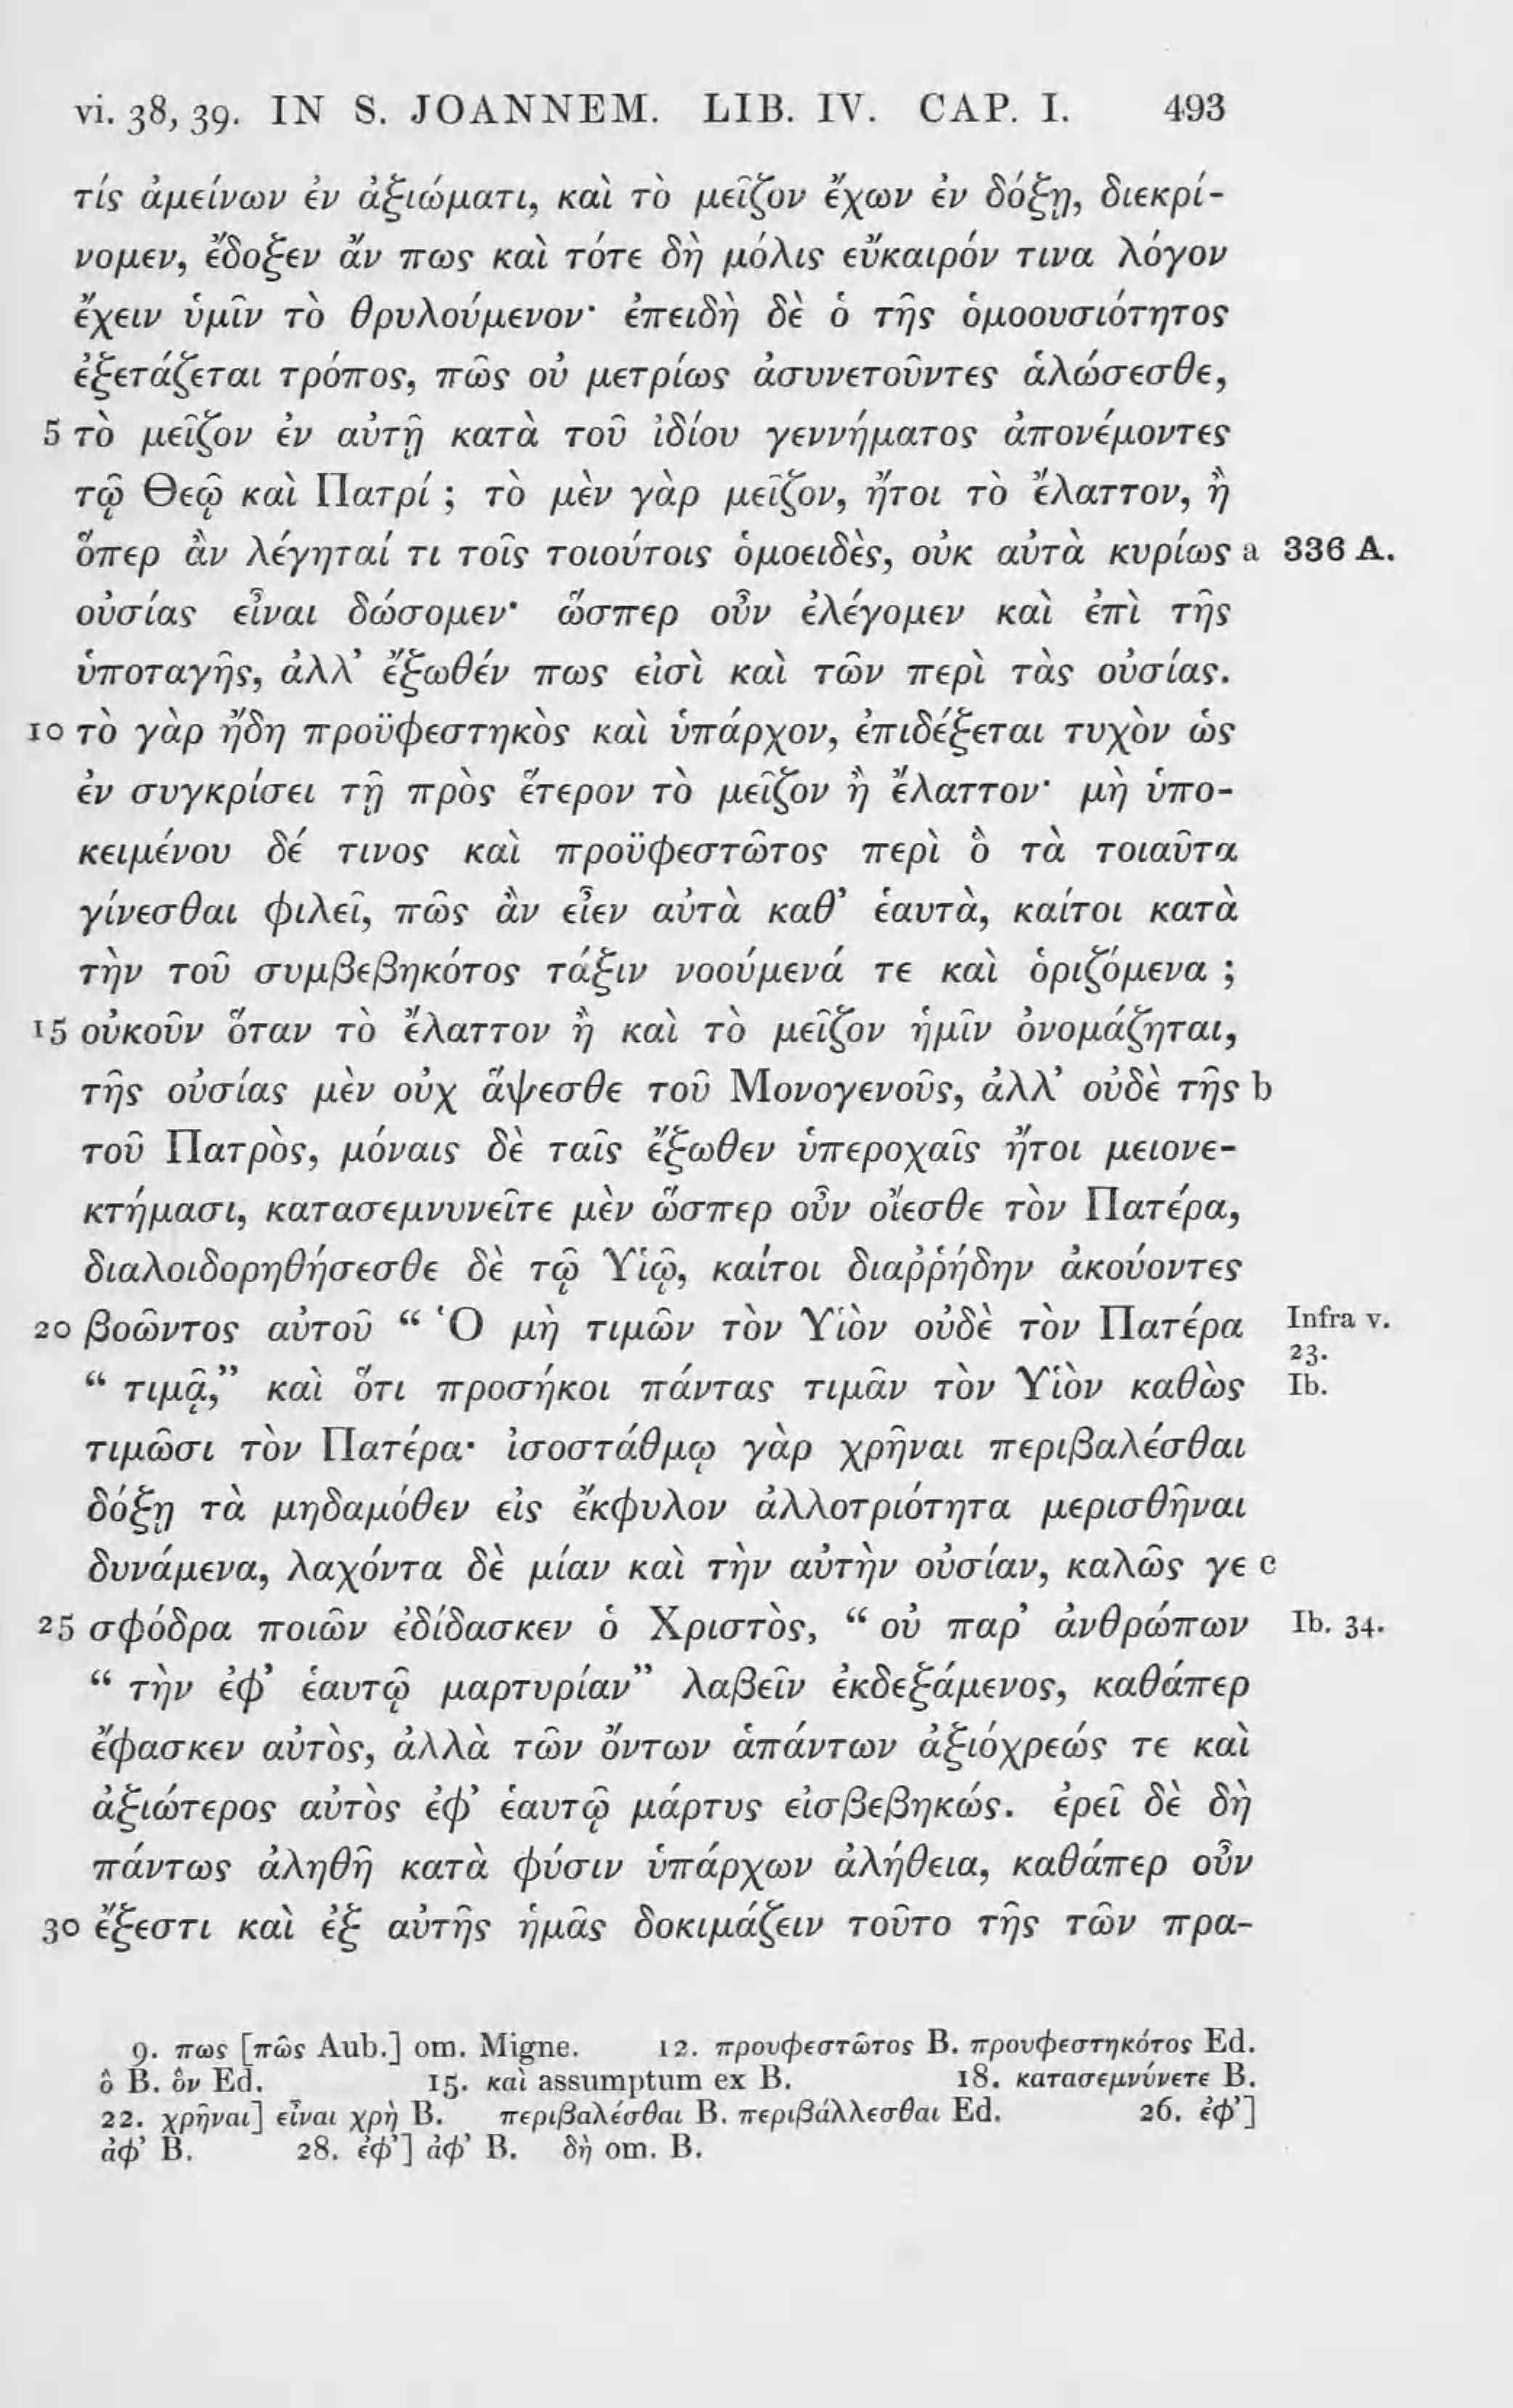 vi. 38, 39. IN S. JOANNEM. LIB. IV. CAP. I. 493
τίς ἀμείνων ἐν ἀξιώματι, καὶ τὸ μεῖζον ἔχων ἐν δόξῃ, διεκρί-
νομεν, ἔδοξεν ἄν πως καὶ τότε δὴ μόλις εὔκαιρόν τινα λόγον
ἔχειν ὑμῖν τὸ θρυλούμενον· ἐπειδὴ δὲ ὁ τῆς ὁμοουσιότητος
ἐξετάζεται τρόπος, πῶς οὐ μετρίως ἀσυνετοῦντες ἁλώσεσθε,
5 τὸ μεῖζον ἐν αὐτῇ κατὰ τοῦ ἰδίου γεννήματος ἀπονέμοντες
τῷ Θεῷ καὶ Πατρί ; τὸ μὲν γὰρ μεῖζον, ἤτοι τὸ ἔλαττον, ἢ
ὅπερ ἂν λέγηταί τι τοῖς τοιούτοις ὁμοειδὲς, οὐκ αὐτὰ κυρίως a 336 A.
οὐσίας εἶναι δώσομεν· ὥσπερ οὖν ἐλέγομεν καὶ ἐπὶ τῆς
ὑποταγῆς, ἀλλ’ ἔξωθέν πως εἰσὶ καὶ τῶν περὶ τὰς οὐσίας.
10 τὸ γὰρ ἤδη προϋφεστηκὸς καὶ ὑπάρχον, ἐπιδέξεται τυχὸν ὡς
ἐν συγκρίσει τῇ πρὸς ἕτερον τὸ μεῖζον ἢ ἔλαττον· μὴ ὑπο-
κειμένου δέ τινος καὶ προϋφεστῶτος περὶ ὃ τὰ τοιαῦτα
γίνεσθαι φιλεῖ, πῶς ἂν εἶεν αὐτὰ καθ’ ἑαυτὰ, καίτοι κατὰ
τὴν τοῦ συμβεβηκότος τάξιν νοούμενά τε καὶ ὁριζόμενα ;
15 οὐκοῦν ὅταν τὸ ἔλαττον ἢ καὶ τὸ μεῖζον ἡμῖν ὀνομάζηται,
τῆς οὐσίας μὲν οὐχ ἅψεσθε τοῦ Μονογενοῦς, ἀλλ’ οὐδὲ τῆς b
τοῦ Πατρὸς, μόναις δὲ ταῖς ἔξωθεν ὑπεροχαῖς ἤτοι μειονε-
κτήμασι, κατασεμνυνεῖτε μὲν ὥσπερ οὖν οἴεσθε τὸν Πατέρα,
διαλοιδορηθήσεσθε δὲ τῷ Υἱῷ, καίτοι διαῤῥήδην ἀκούοντες
20 βοῶντος αὐτοῦ “ Ὁ μὴ τιμῶν τὸν Υἱὸν οὐδὲ τὸν Πατέρα Infra v. 23.
“ τιμᾷ,” καὶ ὅτι προσήκοι πάντας τιμᾶν τὸν Υἱὸν καθὼς Ib.
τιμῶσι τὸν Πατέρα· ἰσοστάθμῳ γὰρ χρῆναι περιβαλέσθαι
δόξῃ τὰ μηδαμόθεν εἰς ἔκφυλον ἀλλοτριότητα μερισθῆναι
δυνάμενα, λαχόντα δὲ μίαν καὶ τὴν αὐτὴν οὐσίαν, καλῶς γε c
25 σφόδρα ποιῶν ἐδίδασκεν ὁ Χριστὸς, “ οὐ παρ’ ἀνθρώπων Ib. 34.
“ τὴν ἐφ’ ἑαυτῷ μαρτυρίαν” λαβεῖν ἐκδεξάμενος, καθάπερ
ἔφασκεν αὐτὸς, ἀλλὰ τῶν ὄντων ἁπάντων ἀξιόχρεώς τε καὶ
ἀξιώτερος αὐτὸς ἐφ’ ἑαυτῷ μάρτυς εἰσβεβηκώς. ἐρεῖ δὲ δὴ
πάντως ἀληθῆ κατὰ φύσιν ὑπάρχων ἀλήθεια, καθάπερ οὖν
30 ἔξεστι καὶ ἐξ αὐτῆς ἡμᾶς δοκιμάζειν τοῦτο τῆς τῶν πρα-
9. πως [πῶς Aub.] om. Migne. 12. προυφεστῶτος B. προυφεστηκότος Ed.
ὃ B. ὃν Ed. 15. καὶ assumptum ex B. 18. κατασεμνύνετε B.
22. χρῆναι] εἶναι χρὴ B. περιβαλέσθαι B. περιβάλλεσθαι Ed. 26. ἐφ’]
ἀφ’ B. 28. ἐφ’] ἀφ’ B. δὴ om. B.